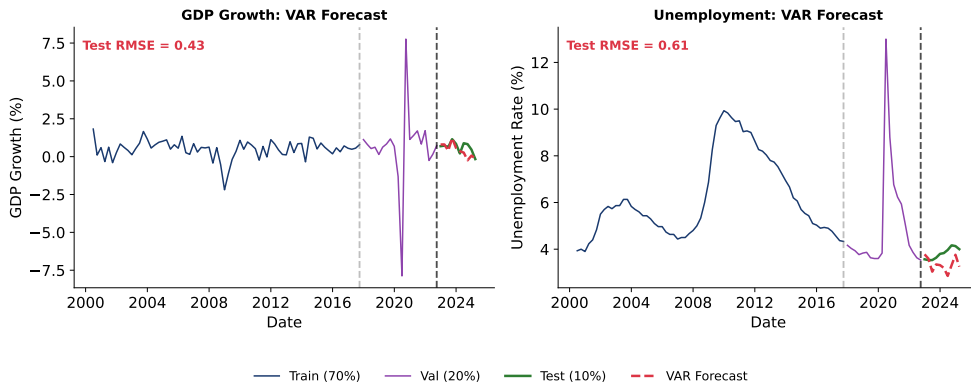 GDP Growth: VAR Forecast
Test RMSE = 0.43
GDP Growth (%)
7.5
5.0
2.5
0.0
−2.5
−5.0
−7.5
2000 2004 2008 2012 2016 2020 2024
Date
Unemployment: VAR Forecast
Test RMSE = 0.61
Unemployment Rate (%)
12
10
8
6
4
2000 2004 2008 2012 2016 2020 2024
Date
Train (70%) Val (20%) Test (10%) VAR Forecast